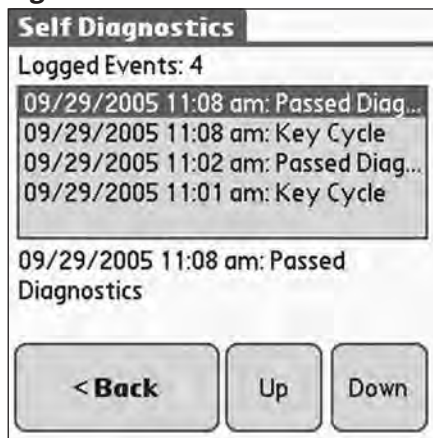 Self Diagnostics
Logged Events: 4
09/29/2005 11:08 am: Passed Diag...
09/29/2005 11:08 am: Key Cycle
09/29/2005 11:02 am: Passed Diag...
09/29/2005 11:01 am: Key Cycle
09/29/2005 11:08 am: Passed
Diagnostics
< Back Up Down